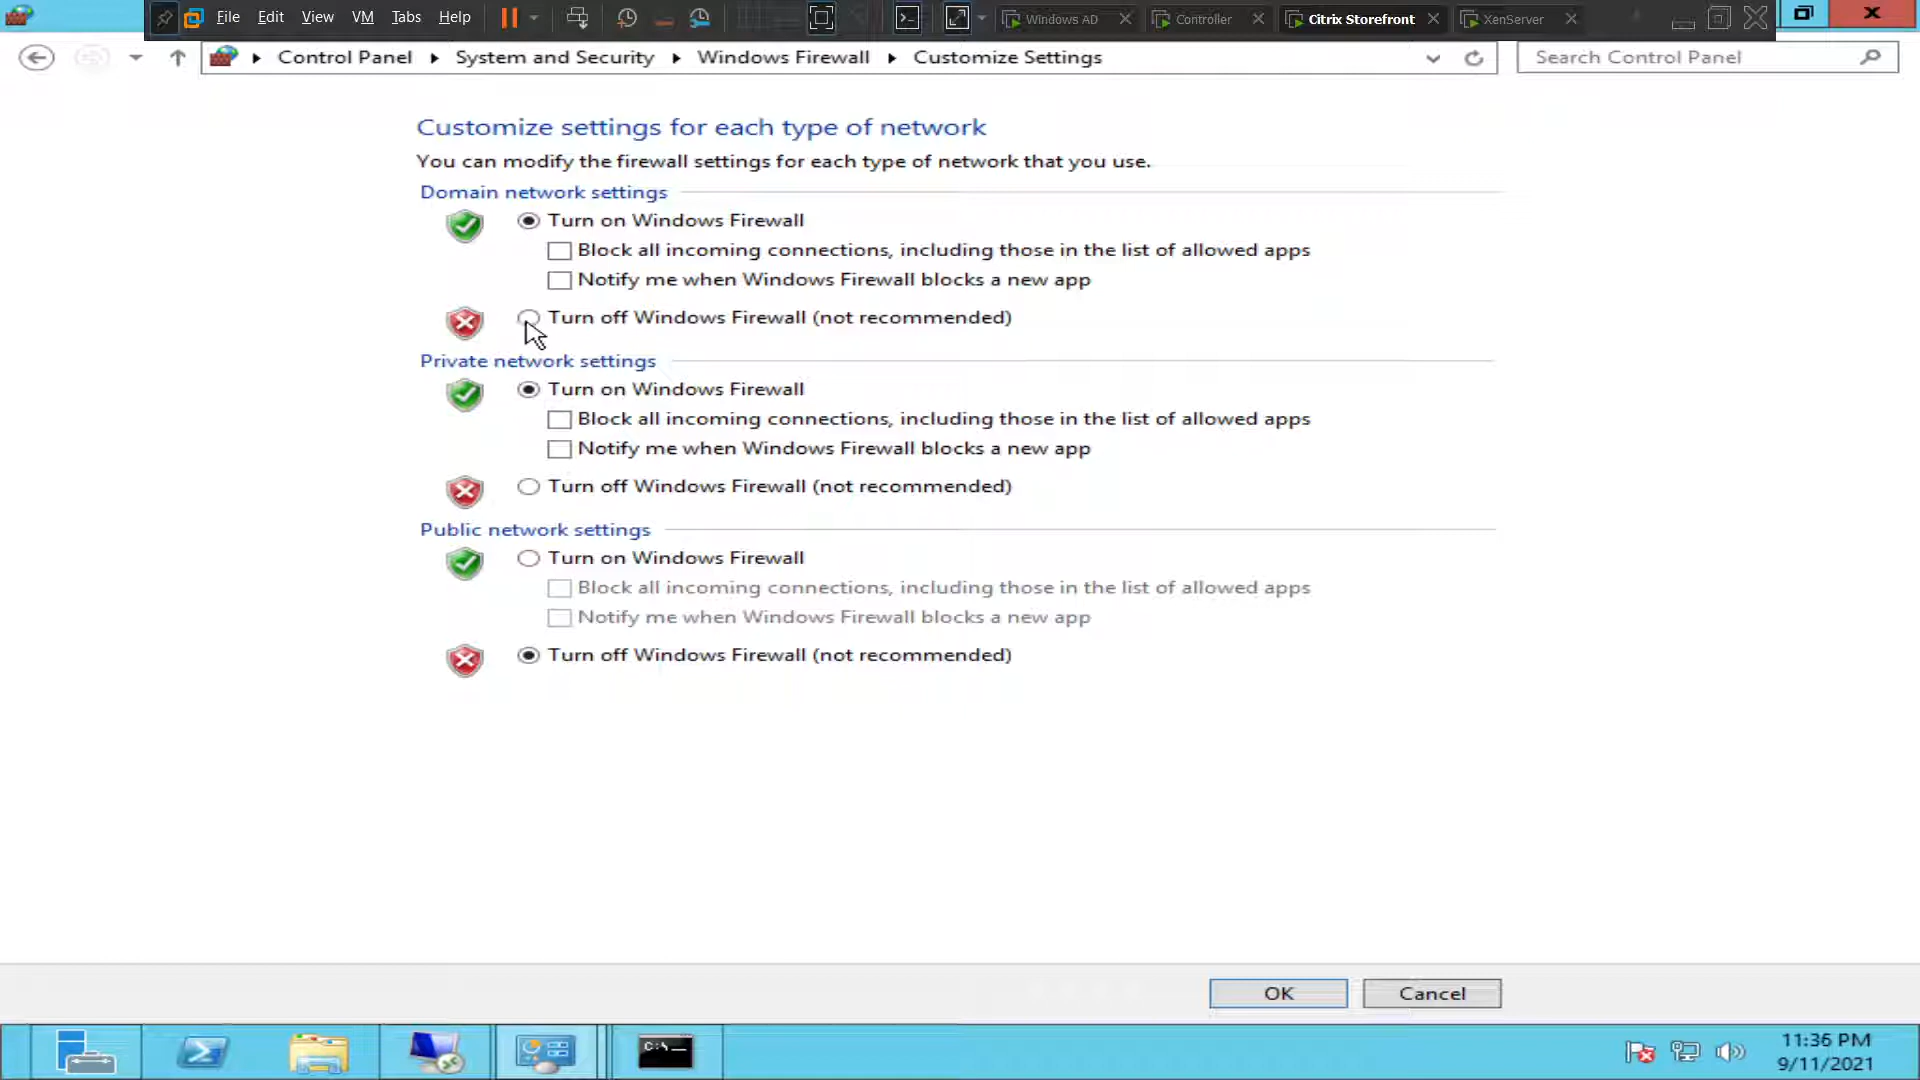 File Edit View VM Tabs Help
Windows AD
Controller
Citrix Storefront
XenServer
Control Panel System and Security Windows Firewall Customize Settings
Search Control Panel
Customize settings for each type of network
You can modify the firewall settings for each type of network that you use.
Domain network settings
Turn on Windows Firewall
Block all incoming connections, including those in the list of allowed apps
Notify me when Windows Firewall blocks a new app
Turn off Windows Firewall (not recommended)
Private network settings
Turn on Windows Firewall
Block all incoming connections, including those in the list of allowed apps
Notify me when Windows Firewall blocks a new app
Turn off Windows Firewall (not recommended)
Public network settings
Turn on Windows Firewall
Block all incoming connections, including those in the list of allowed apps
Notify me when Windows Firewall blocks a new app
Turn off Windows Firewall (not recommended)
OK
Cancel
C:\
11:36 PM
9/11/2021